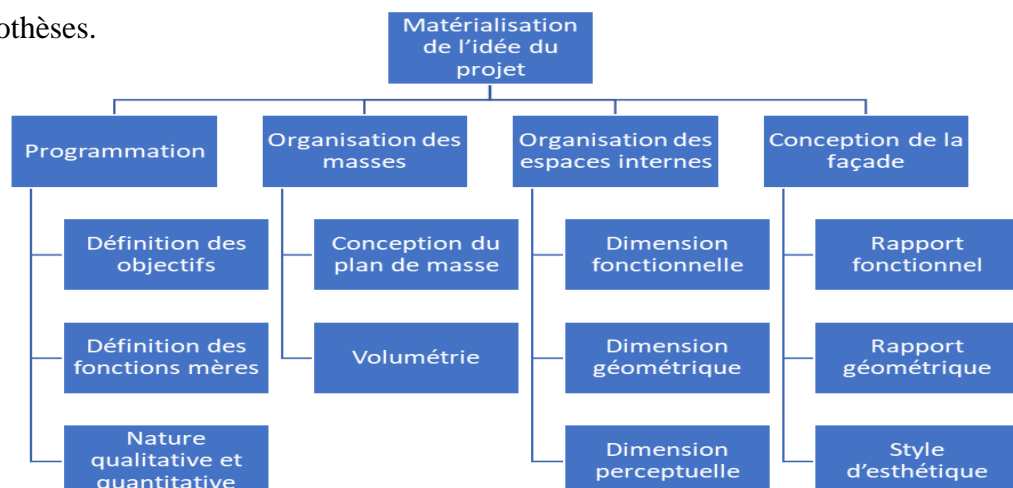 othèses.
Matérialisation
de l’idée du
projet
Programmation
Organisation des
masses
Organisation des
espaces internes
Conception de la
façade
Définition des
objectifs
Conception du
plan de masse
Dimension
fonctionnelle
Rapport
fonctionnel
Définition des
fonctions mères
Volumétrie
Dimension
géométrique
Rapport
géométrique
Nature
qualitative et
quantitative
Dimension
perceptuelle
Style
d’esthétique